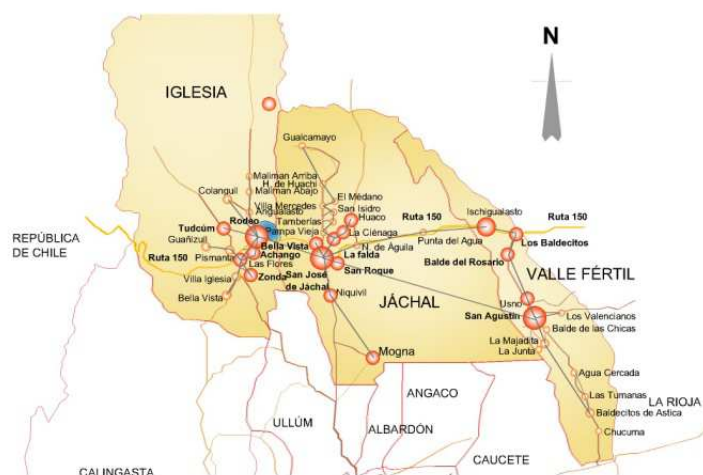 N
IGLESIA
Gualcamayo
Maliman Arriba
H. de Huachi
Colanguil
Maliman Abajo
El Médano
Villa Mercedes
San Isidro
Angualasto
Huaco
Ischigualasto
Rodeo
Tamberías
Ruta 150
Ruta 150
Tudcúm
Pampa Vieja
La Ciénaga
REPÚBLICA
DE CHILE
Guañizuil
Bella Vista
N. de Aguila
Punta del Agua
Los Baldecitos
Achango
Ruta 150
Pismanta
La falda
Balde del Rosario
Las Flores
San Roque
VALLE FÉRTIL
Villa Iglesia
Zonda
San José
de Jáchal
Bella Vista
Niquivil
JÁCHAL
Usno
San Agustín
Los Valencianos
Balde de las Chicas
La Majadita
La Junta
Mogna
Agua Cercada
ANGACO
Las Tumanas
LA RIOJA
ULLÚM
ALBARDÓN
Baldecitos de Astica
Chucuma
CAUCETE
CALINGASTA